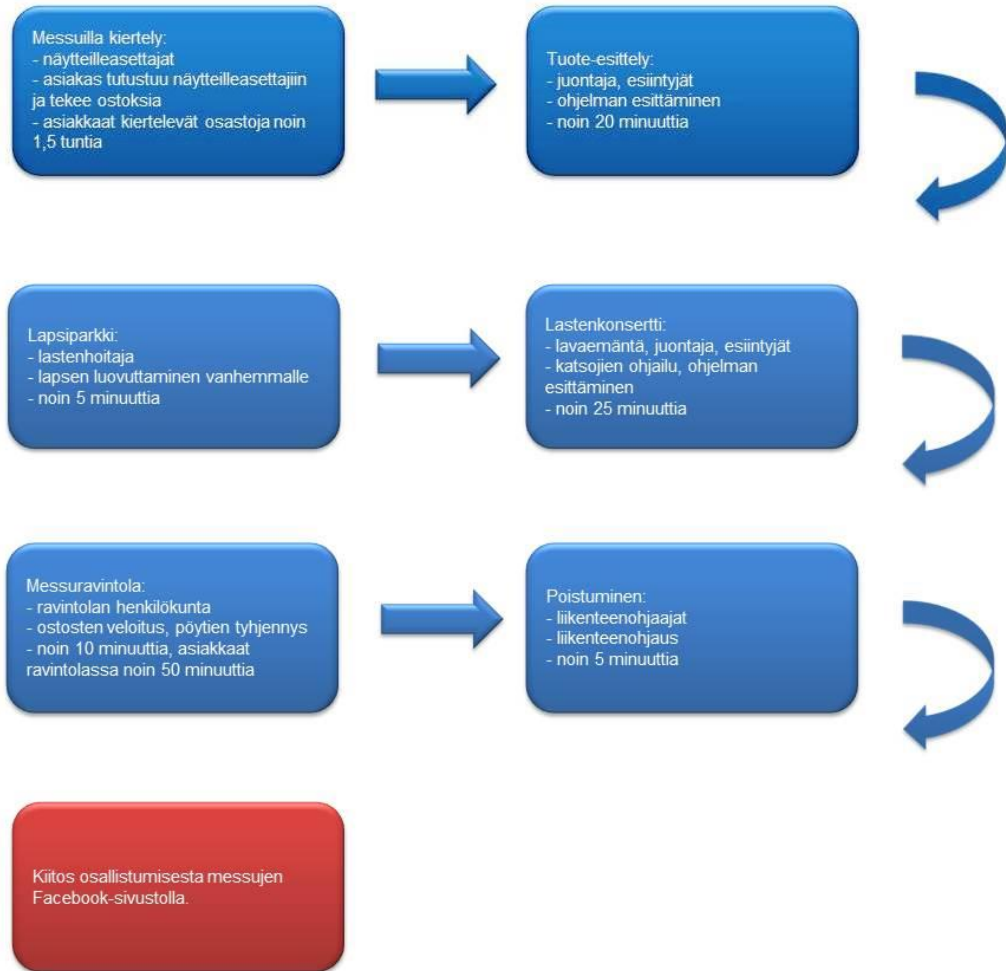 Messuilla kiertely:
- näytteilleasettajat
- asiakas tutustuu näytteilleasettajiin
ja tekee ostoksia
- asiakkaat kiertelevät osastoja noin
1,5 tuntia
Tuote-esittely:
- juontaja, esiintyjät
- ohjelman esittäminen
- noin 20 minuuttia
Lapsiparkki:
- lastenhoitaja
- lapsen luovuttaminen vanhemmalle
- noin 5 minuuttia
Lastenkonsertti:
- lavaemäntä, juontaja, esiintyjät
- katsojien ohjailu, ohjelman
esittäminen
- noin 25 minuuttia
Messuravintola:
- ravintolan henkilökunta
- ostosten veloitus, pöytien tyhjennys
- noin 10 minuuttia, asiakkaat
ravintolassa noin 50 minuuttia
Poistuminen:
- liikenteenohjaajat
- liikenteenohjaus
- noin 5 minuuttia
Kiitos osallistumisesta messujen
Facebook-sivustolla.